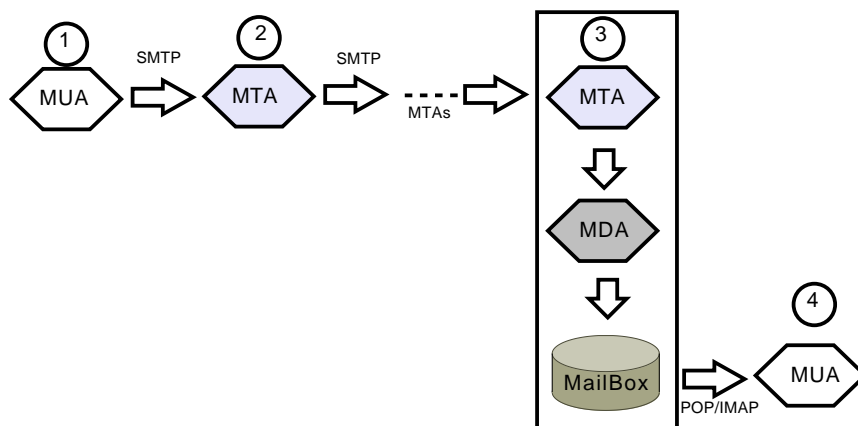 1
2
3
SMTP
SMTP
MUA
MTA
MTAs
MTA
MDA
4
MailBox
MUA
POP/IMAP